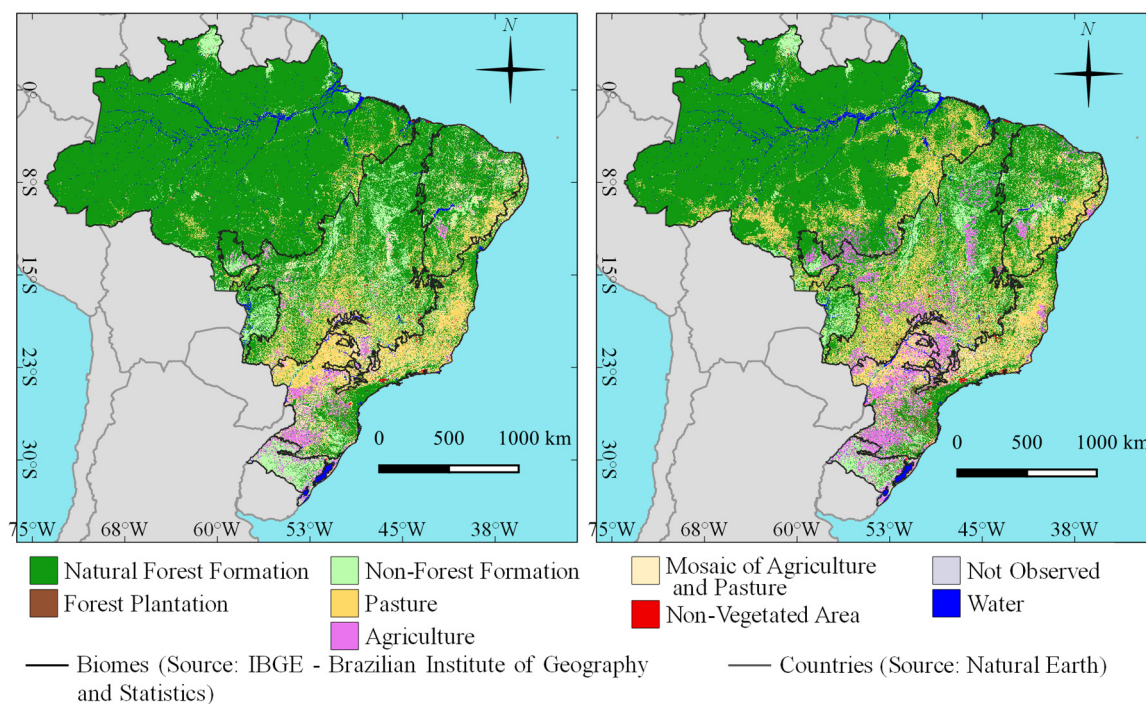 N
N
0°
8°S
15°S
23°S
30°S
0 500 1000 km
75°W 68°W 60°W 53°W 45°W 38°W
0°
8°S
15°S
23°S
30°S
0 500 1000 km
75°W 68°W 60°W 53°W 45°W 38°W
Natural Forest Formation
Forest Plantation
Non-Forest Formation
Pasture
Agriculture
Mosaic of Agriculture
and Pasture
Non-Vegetated Area
Not Observed
Water
Biomes (Source: IBGE - Brazilian Institute of Geography
and Statistics)
Countries (Source: Natural Earth)